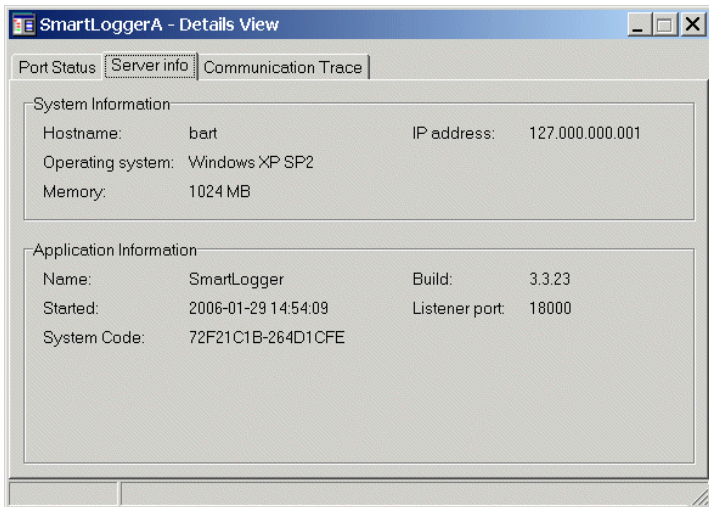 SmartLoggerA - Details View
Port Status Server info Communication Trace
System Information
Hostname: bart IP address: 127.000.000.001
Operating system: Windows XP SP2
Memory: 1024 MB
Application Information
Name: SmartLogger Build: 3.3.23
Started: 2006-01-29 14:54:09 Listener port: 18000
System Code: 72F21C1B-264D1CFE